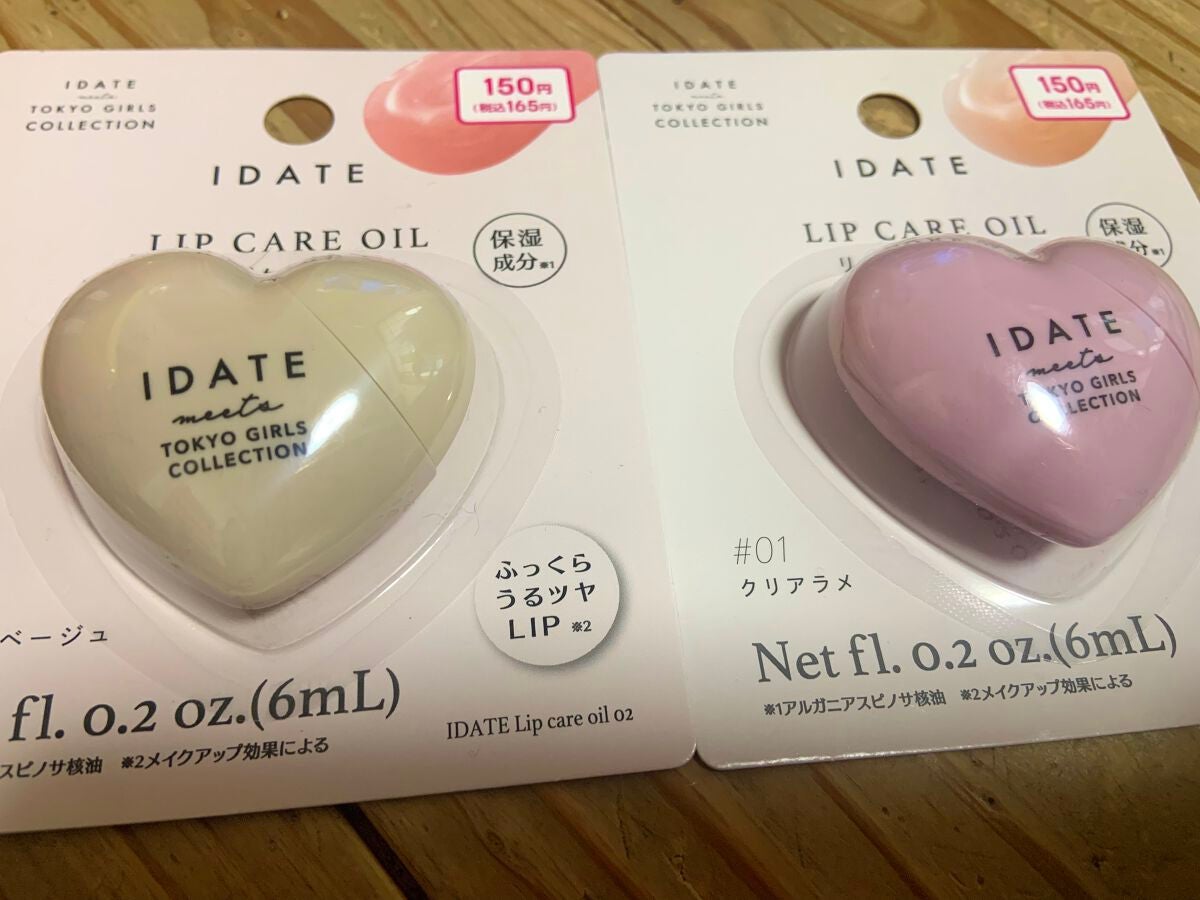 IDATE
meets
TOKYO GIRLS
COLLECTION
150円
(税込165円)
IDATE
LIP CARE OIL
保湿
成分※1
IDATE
meets
TOKYO GIRLS
COLLECTION
ふっくら
うるツヤ
LIP ※2
ベージュ
fl. 0.2 oz.(6mL)
IDATE Lip care oil 02
スピノサ核油 ※2メイクアップ効果による
IDATE
meets
TOKYO GIRLS
COLLECTION
150円
(税込165円)
IDATE
LIP CARE OIL
リ
保湿
成分※1
IDATE
meets
TOKYO GIRLS
COLLECTION
#01
クリアラメ
Net fl. 0.2 oz.(6mL)
※1アルガニアスピノサ核油 ※2メイクアップ効果による